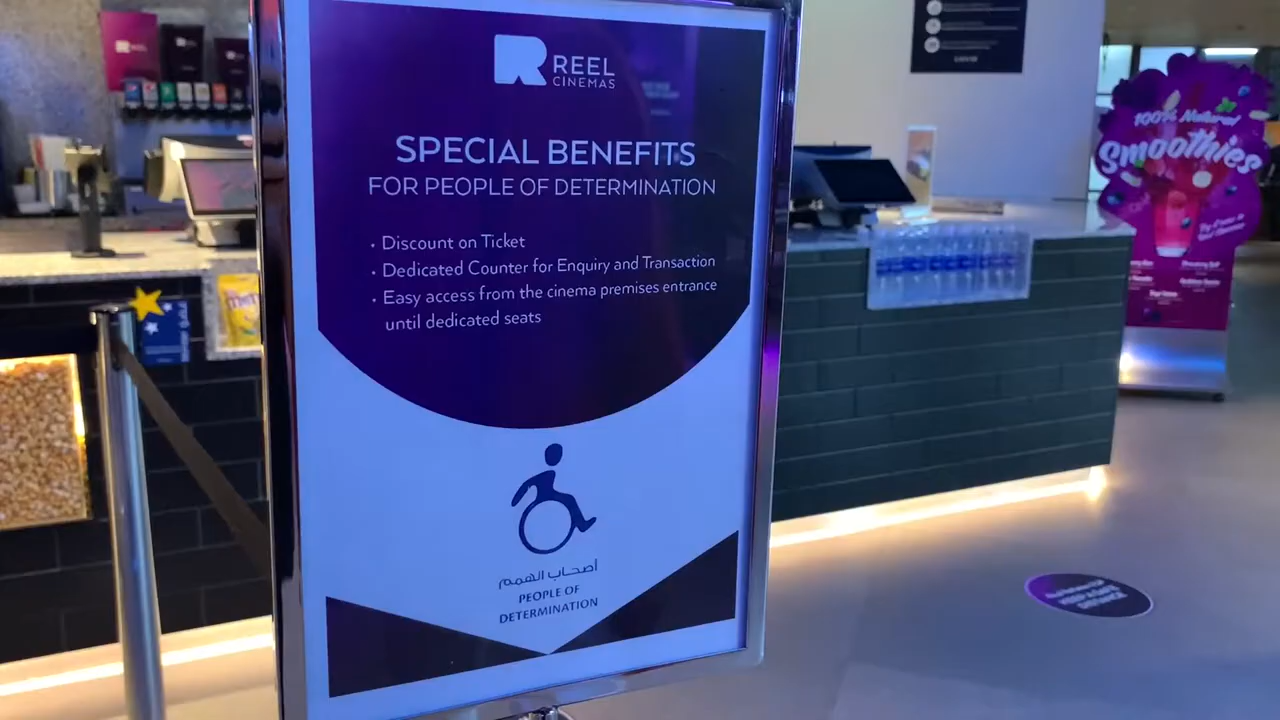 REEL
CINEMAS
SPECIAL BENEFITS
FOR PEOPLE OF DETERMINATION
• Discount on Ticket
• Dedicated Counter for Enquiry and Transaction
• Easy access from the cinema premises entrance
until dedicated seats
أصحاب الهمم
PEOPLE OF
DETERMINATION
REEL
100% Natural
Smoothies